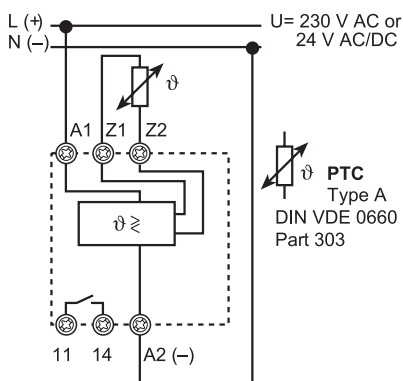 L (+)
U= 230 V AC or
N (–)
24 V AC/DC
ϑ
A1 Z1 Z2
ϑ PTC
Type A
DIN VDE 0660
Part 303
ϑ ≷
11 14 A2 (–)